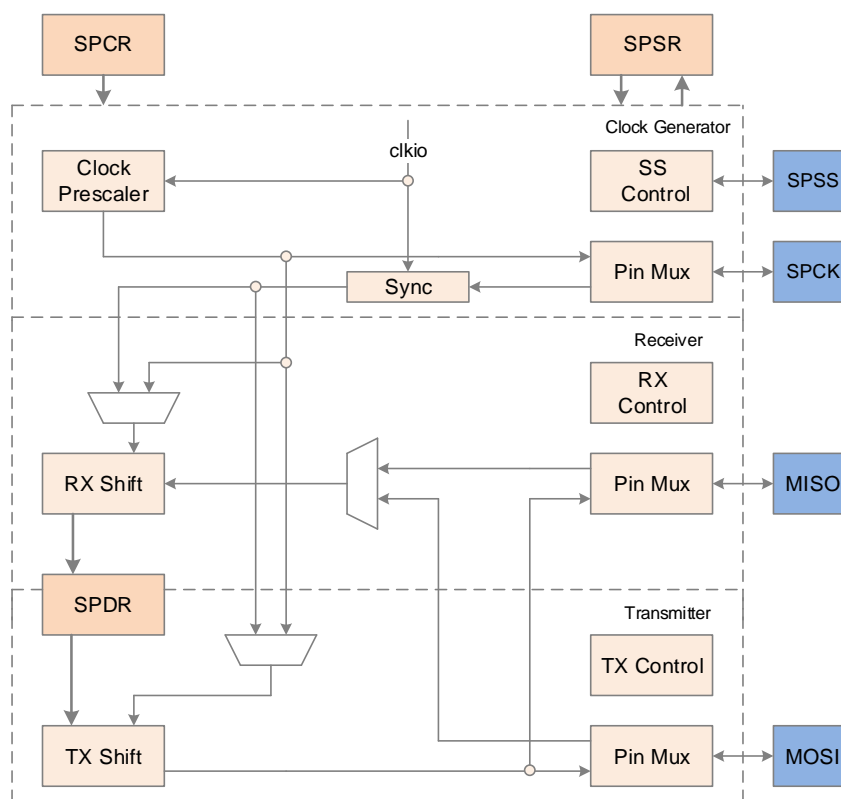 SPCR
SPSR
Clock Generator
clkio
Clock
Prescaler
SS
Control
SPSS
Sync
Pin Mux
SPCK
Receiver
RX
Control
RX Shift
Pin Mux
MISO
SPDR
Transmitter
TX Control
TX Shift
Pin Mux
MOSI